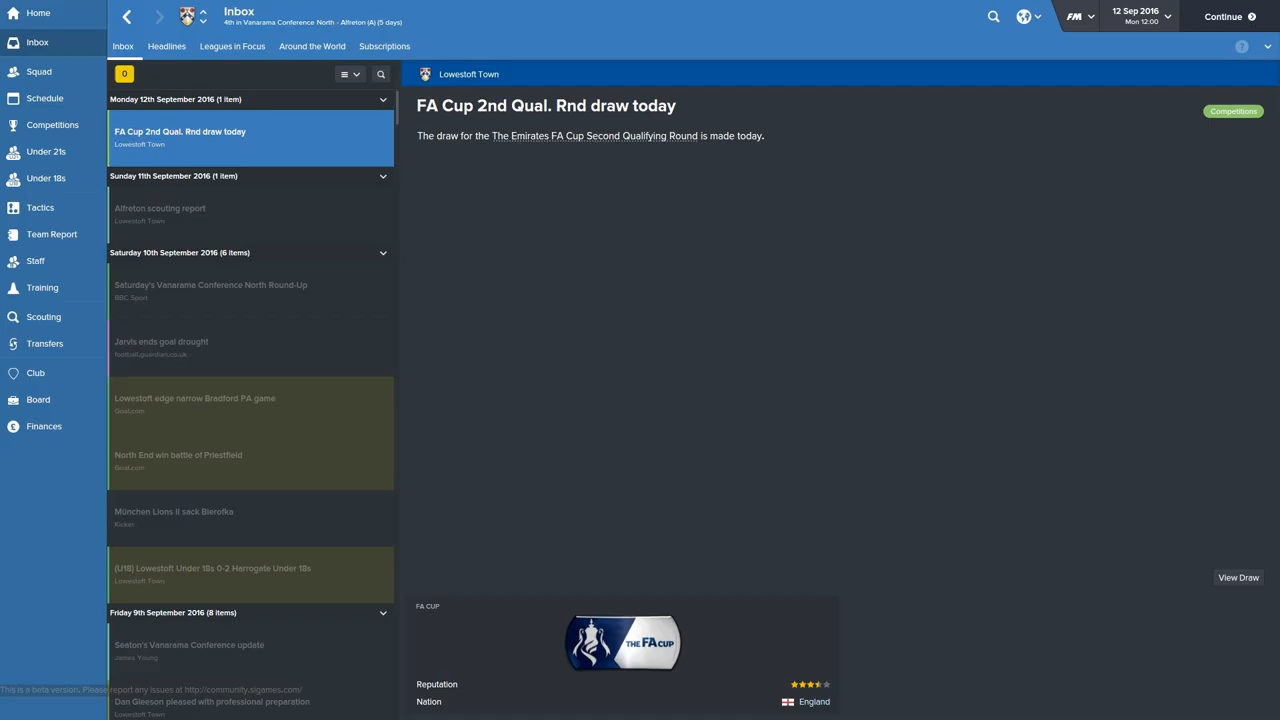 Home
Inbox
Squad
Schedule
Competitions
Under 21s
Under 18s
Tactics
Team Report
Staff
Training
Scouting
Transfers
Club
Board
Finances
Inbox
4th in Vanarama Conference North - Alfreton (A) (5 days)
FM
12 Sep 2016
Mon 12:00
Continue
Inbox
Headlines
Leagues in Focus
Around the World
Subscriptions
?
0
Monday 12th September 2016 (1 item)
FA Cup 2nd Qual. Rnd draw today
Lowestoft Town
Sunday 11th September 2016 (1 item)
Alfreton scouting report
Lowestoft Town
Saturday 10th September 2016 (6 items)
Saturday's Vanarama Conference North Round-Up
BBC Sport
Jarvis ends goal drought
football.guardian.co.uk
Lowestoft edge narrow Bradford PA game
Goal.com
North End win battle of Priestfield
Goal.com
München Lions II sack Bierofka
Kicker
(U18) Lowestoft Under 18s 0-2 Harrogate Under 18s
Lowestoft Town
Friday 9th September 2016 (8 items)
Seaton's Vanarama Conference update
James Young
This is a beta version. Please report any issues at http://community.sigames.com/
Dan Gleeson pleased with professional preparation
Lowestoft Town
Lowestoft Town
FA Cup 2nd Qual. Rnd draw today
Competitions
The draw for the The Emirates FA Cup Second Qualifying Round is made today.
View Draw
FA CUP
THE FA CUP
Reputation
Nation
England